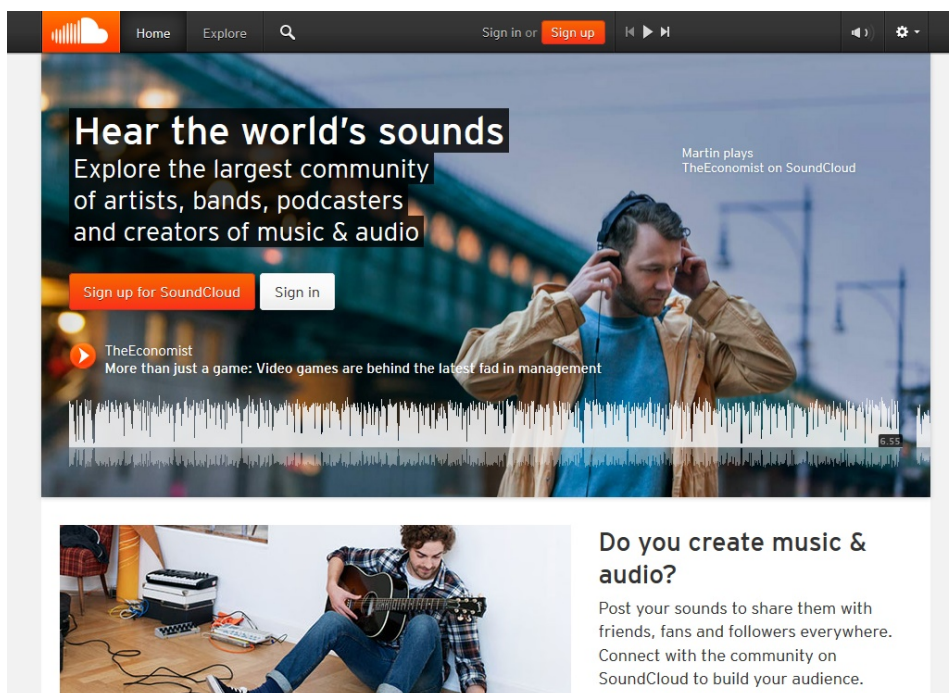 Home Explore Sign in or Sign up
Hear the world's sounds
Explore the largest community
of artists, bands, podcasters
and creators of music & audio
Martin plays
TheEconomist on SoundCloud
Sign up for SoundCloud Sign in
TheEconomist
More than just a game: Video games are behind the latest fad in management
6.55
Do you create music &
audio?
Post your sounds to share them with
friends, fans and followers everywhere.
Connect with the community on
SoundCloud to build your audience.